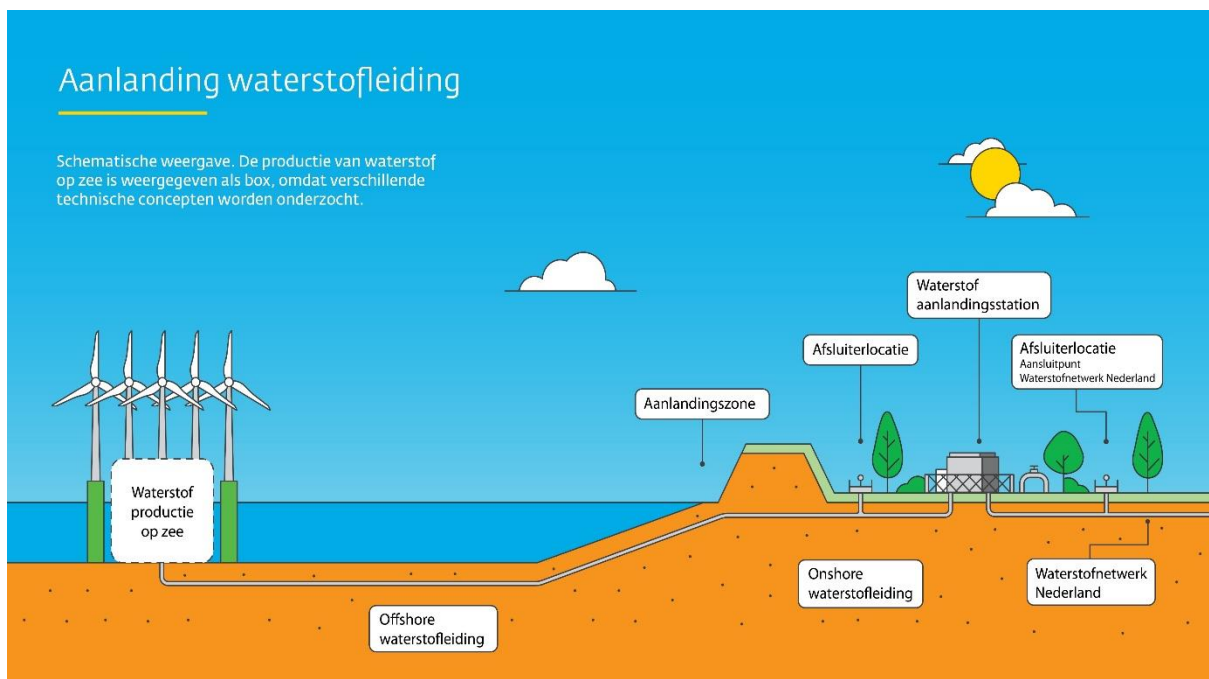 Aanlanding waterstofleiding
Schematische weergave. De productie van waterstof
op zee is weergegeven als box, omdat verschillende
technische concepten worden onderzocht.
Waterstof
aanlandingsstation
Afsluiterlocatie
Afsluiterlocatie
Aansluitpunt
Waterstofnetwerk Nederland
Aanlandingszone
Waterstof
productie
op zee
Onshore
waterstofleiding
Waterstofnetwerk
Nederland
Offshore
waterstofleiding